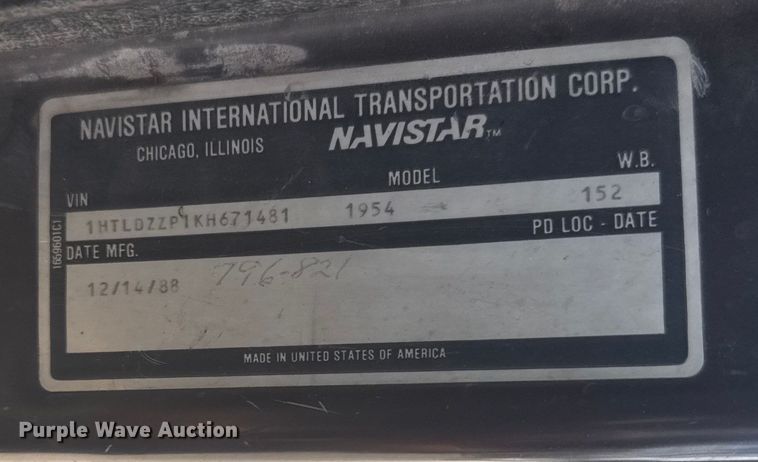 NAVISTAR INTERNATIONAL TRANSPORTATION CORP.
CHICAGO, ILLINOIS NAVISTAR™
VIN MODEL W.B.
1HTLDZZP1KH671481 1954 152
1659601C1
DATE MFG. PD LOC - DATE
12/14/88 796-821
MADE IN UNITED STATES OF AMERICA
Purple Wave Auction